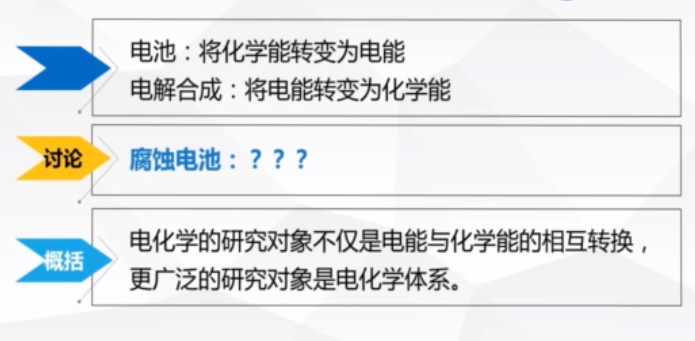 电池：将化学能转变为电能
电解合成：将电能转变为化学能
讨论
腐蚀电池：？？？
概括
电化学的研究对象不仅是电能与化学能的相互转换，
更广泛的研究对象是电化学体系。